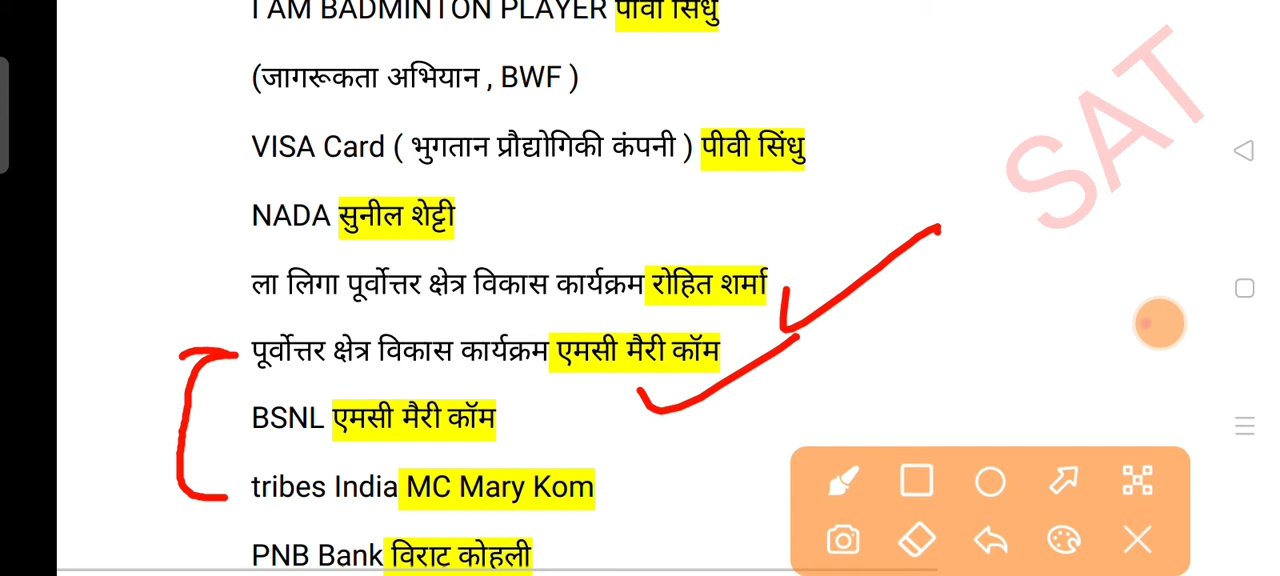 I AM BADMINTON PLAYER पीवी सिंधु
(जागरूकता अभियान , BWF )
VISA Card ( भुगतान प्रौद्योगिकी कंपनी ) पीवी सिंधु
NADA सुनील शेट्टी
ला लिगा पूर्वोत्तर क्षेत्र विकास कार्यक्रम रोहित शर्मा
पूर्वोत्तर क्षेत्र विकास कार्यक्रम एमसी मैरी कॉम
BSNL एमसी मैरी कॉम
tribes India MC Mary Kom
PNB Bank विराट कोहली
SAT